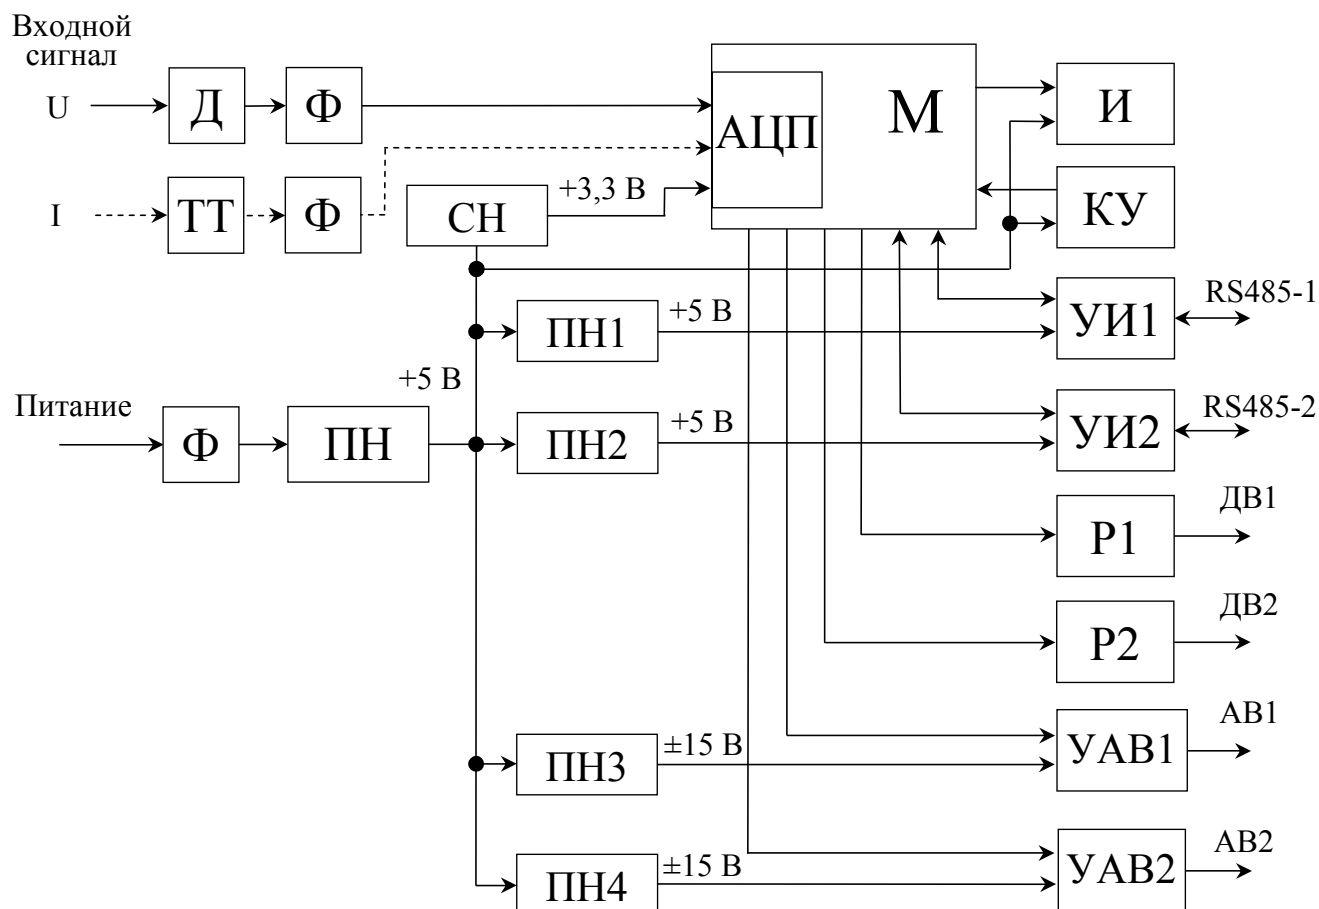 Входной
сигнал
U
Д
Ф
АЦП
М
И
I
ТТ
Ф
СН
+3,3 В
КУ
ПН1
+5 В
УИ1
RS485-1
+5 В
Питание
Ф
ПН
ПН2
+5 В
УИ2
RS485-2
Р1
ДВ1
Р2
ДВ2
ПН3
±15 В
УАВ1
АВ1
ПН4
±15 В
УАВ2
АВ2